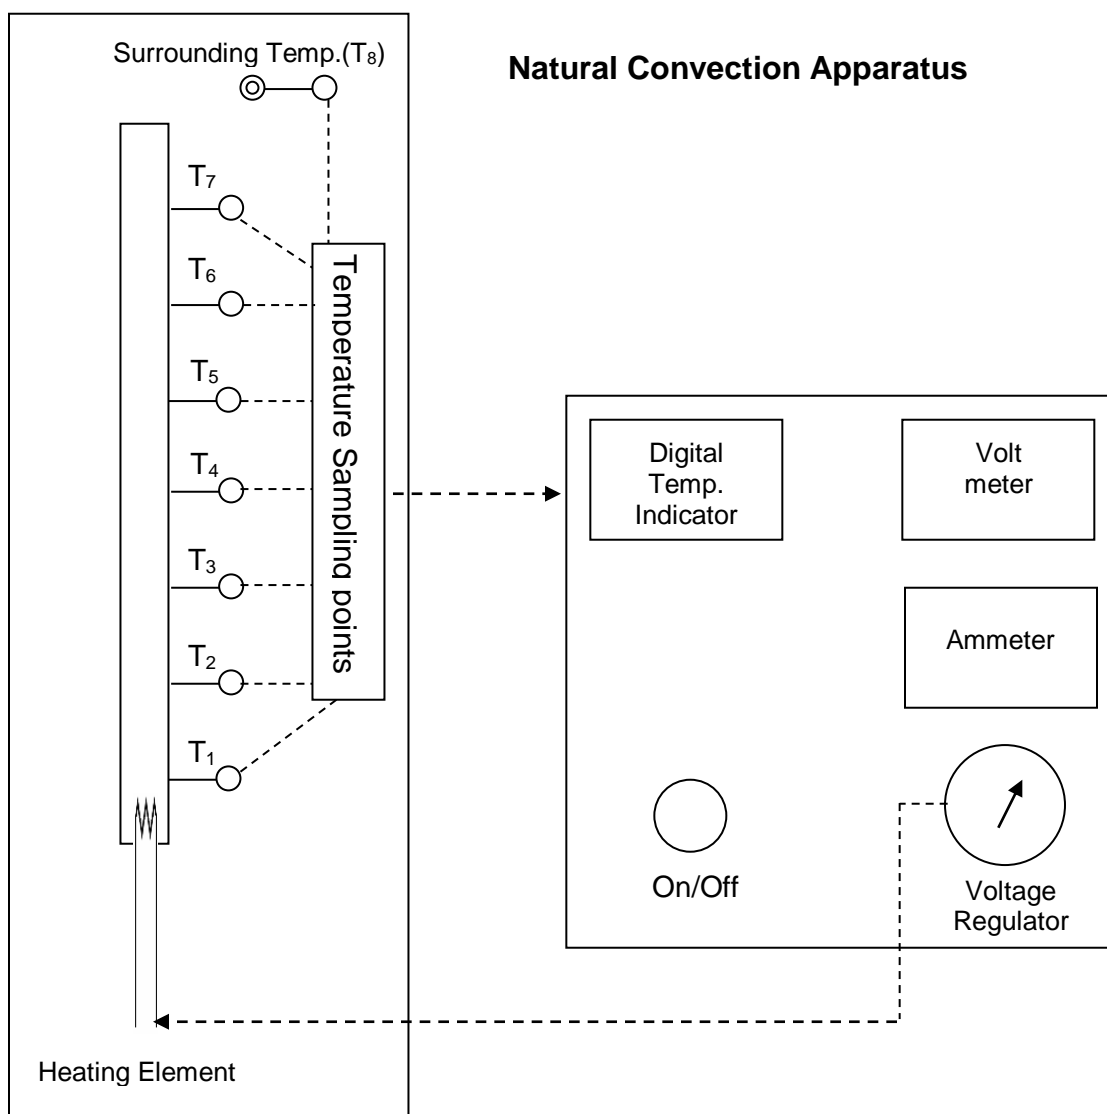 Surrounding Temp.(T₈)
Natural Convection Apparatus
T₇
T₆
T₅
T₄
T₃
T₂
T₁
Temperature Sampling points
Heating Element
Digital
Temp.
Indicator
Volt
meter
Ammeter
On/Off
Voltage
Regulator